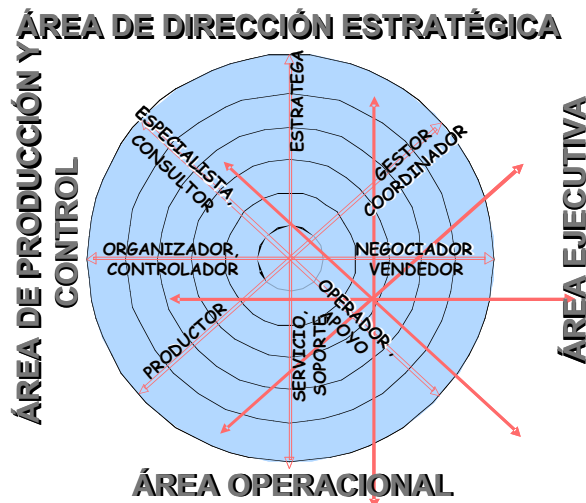 ÁREA DE DIRECCIÓN ESTRATÉGICA
ÁREA DE PRODUCCIÓN Y
CONTROL
ESTRATEGA
ESPECIALISTA,
CONSULTOR
GESTOR
COORDINADOR
ORGANIZADOR,
CONTROLADOR
NEGOCIADOR
VENDEDOR
PRODUCTOR
SERVICIO,
SOPORTE
OPERADOR,
APOYO
ÁREA EJECUTIVA
ÁREA OPERACIONAL